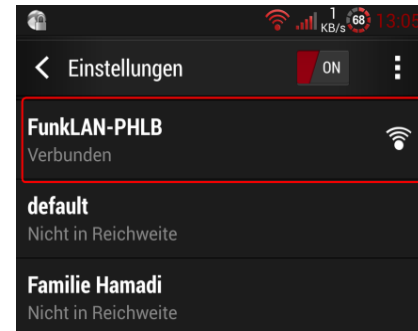 1
KB/s
68
13:05
Einstellungen
ON
FunkLAN-PHLB
Verbunden
default
Nicht in Reichweite
Familie Hamadi
Nicht in Reichweite